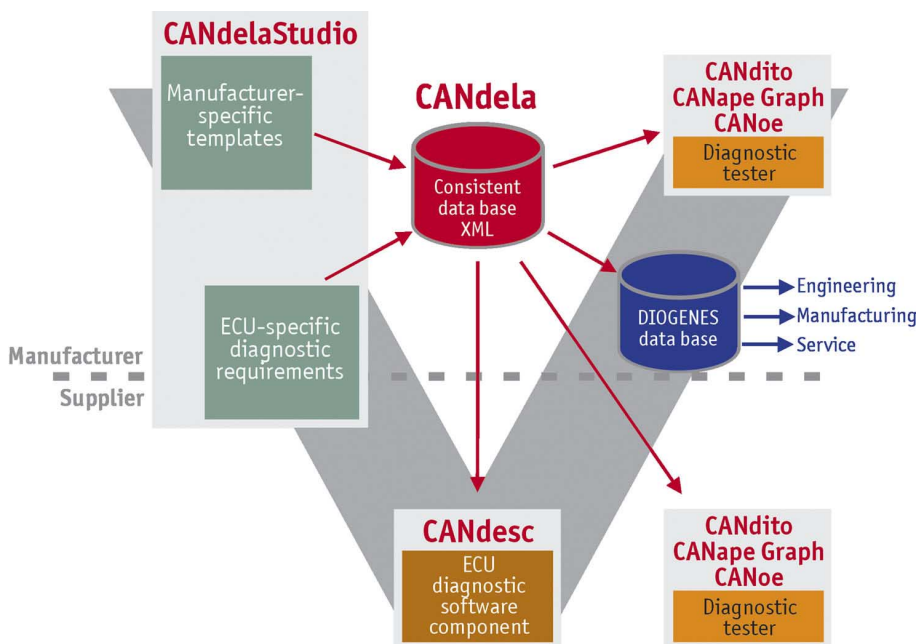 CANdelaStudio
Manufacturer-
specific
templates
ECU-specific
diagnostic
requirements
Manufacturer
Supplier
CANdela
Consistent
data base
XML
CANdito
CANape Graph
CANoe
Diagnostic
tester
DIOGENES
data base
Engineering
Manufacturing
Service
CANdesc
ECU
diagnostic
software
component
CANdito
CANape Graph
CANoe
Diagnostic
tester